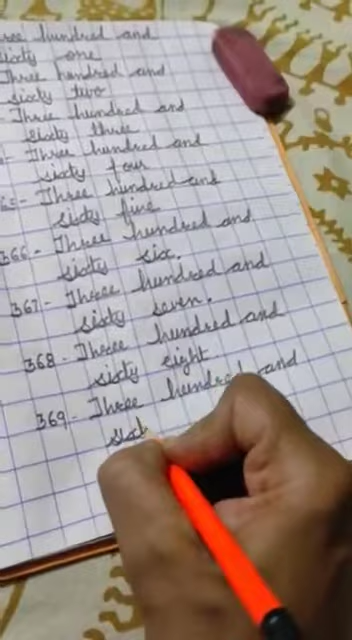 hundred and
sixty one
Three hundred and
sixty two
Three hundred and
sixty three
Three hundred and
sixty four
Three hundred and
sixty five
366 - Three hundred and
sixty six.
367 - Three hundred and
sixty seven.
368 - Three hundred and
sixty eight.
369 - Three hundred and